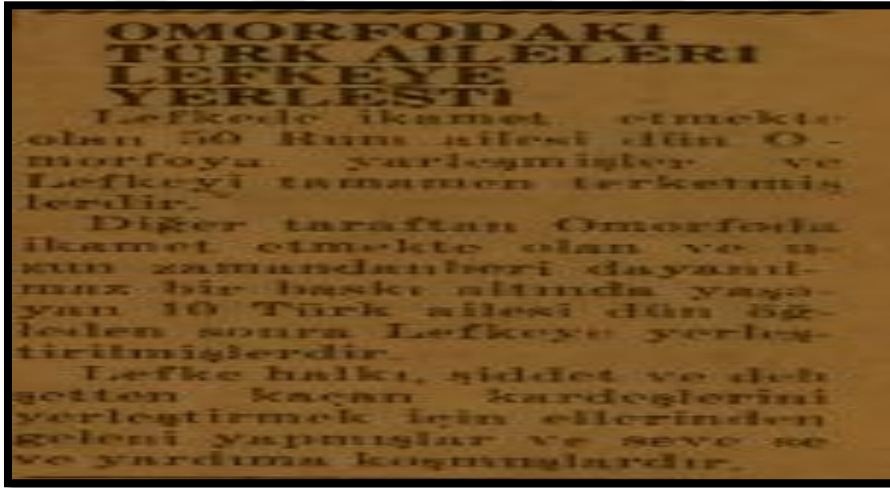 OMORFODAKİ
TÜRK AİLELERİ
LEFKEYE
YERLEŞTİ
Lefkede ikamet etmekte
olan 50 Rum ailesi dün O -
morfoya yarleşmişler ve
Lefkeyi tamamen terketmiş
lerdir.
Diğer taraftan Omorfoda
ikamet etmekte olan ve u-
zun zamandanberi dayanıl-
maz bir baskı altında yaşa-
yan 10 Türk ailesi dün öğ-
leden sonra Lefkeye yerleş-
tirilmişlerdir.
Lefke halkı, şiddet ve deh
şetten kaçan kardeşlerini
yerleştirmek için ellerinden
geleni yapmışlar ve seve se
ve yardıma koşmuşlardır.